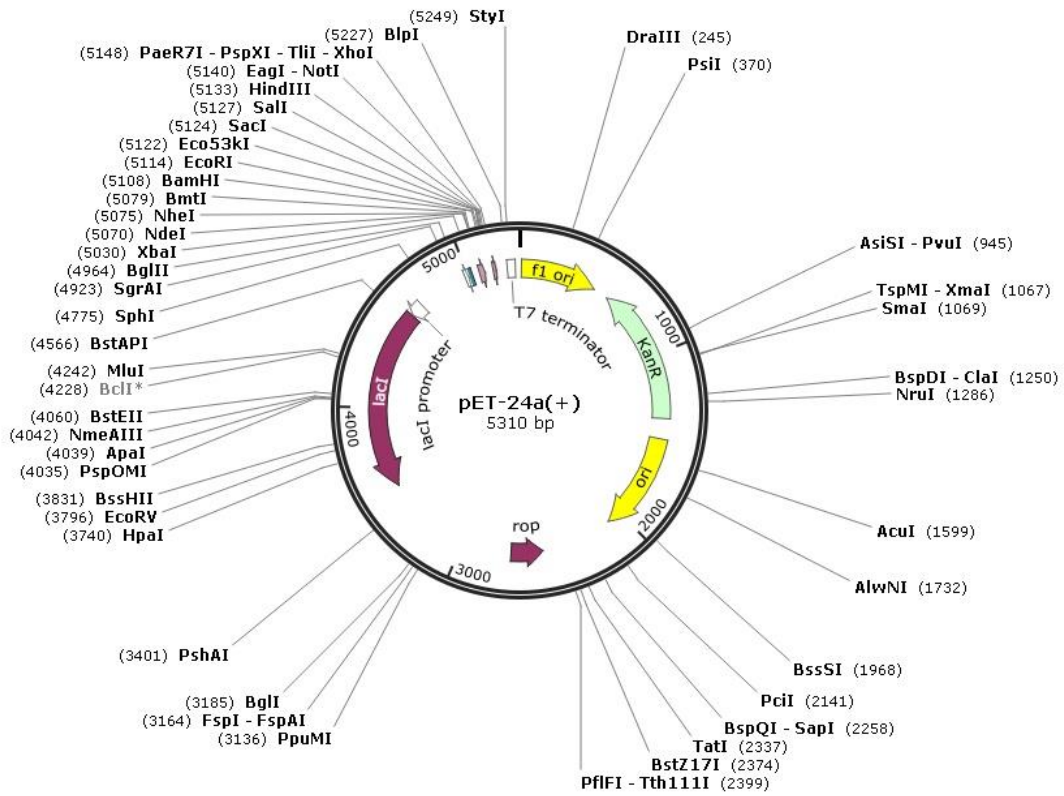 (5249) StyI
(5227) BlpI
(5148) PaeR7I - PspXI - TliI - XhoI
(5140) EagI - NotI
(5133) HindIII
(5127) SalI
(5124) SacI
(5122) Eco53kI
(5114) EcoRI
(5108) BamHI
(5079) BmtI
(5075) NheI
(5070) NdeI
(5030) XbaI
(4964) BglII
(4923) SgrAI
(4775) SphI
(4566) BstAPI
(4242) MluI
(4228) BclI*
(4060) BstEII
(4042) NmeAIII
(4039) ApaI
(4035) PspOMI
(3831) BssHII
(3796) EcoRV
(3740) HpaI
(3401) PshAI
(3185) BglI
(3164) FspI - FspAI
(3136) PpuMI
DraIII (245)
PsiI (370)
AsiSI - PvuI (945)
TspMI - XmaI (1067)
SmaI (1069)
BspDI - ClaI (1250)
NruI (1286)
AcuI (1599)
AlwNI (1732)
BssSI (1968)
PciI (2141)
BspQI - SapI (2258)
TatI (2337)
BstZ17I (2374)
PflFI - Tth111I (2399)
5000
f1 ori
T7 terminator
1000
KanR
lacI
lacI promoter
pET-24a(+)
5310 bp
4000
ori
2000
rop
3000